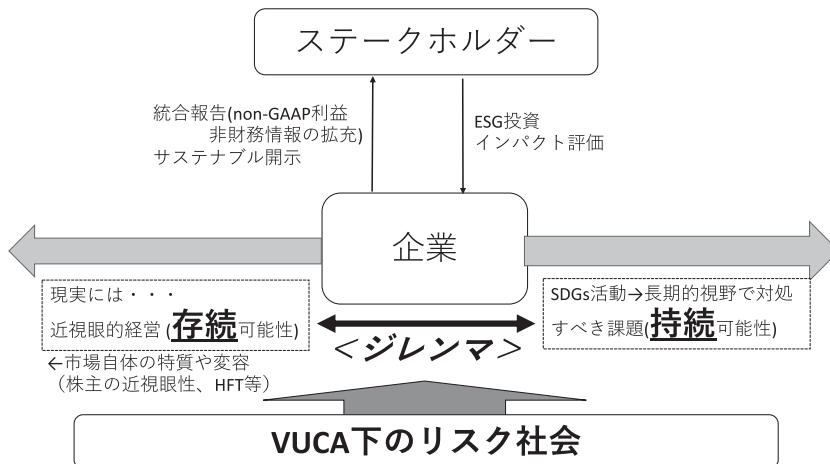 ステークホルダー
統合報告(non-GAAP利益
非財務情報の拡充)
サステナブル開示
ESG投資
インパクト評価
企業
現実には・・・
近視眼的経営(存続可能性)
SDGs活動→長期的視野で対処
すべき課題(持続可能性)
<ジレンマ>
←市場自体の特質や変容
(株主の近視眼性、HFT等)
VUCA下のリスク社会